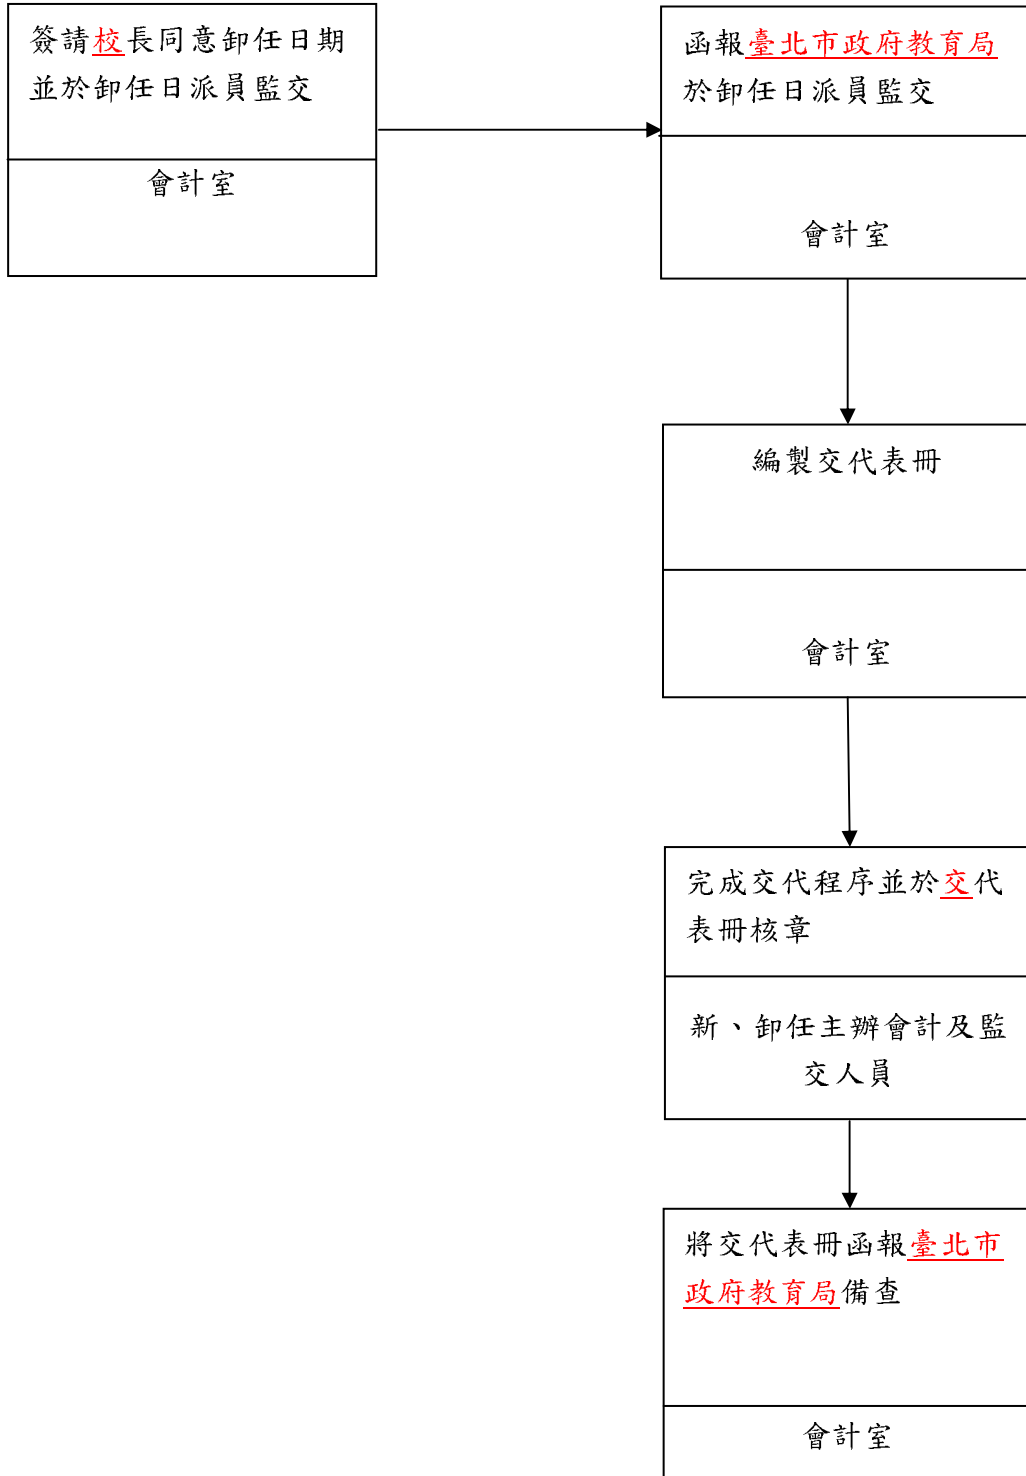 簽請校長同意卸任日期
並於卸任日派員監交
會計室
函報臺北市政府教育局
於卸任日派員監交
會計室
編製交代表冊
會計室
完成交代程序並於交代
表冊核章
新、卸任主辦會計及監
交人員
將交代表冊函報臺北市
政府教育局備查
會計室